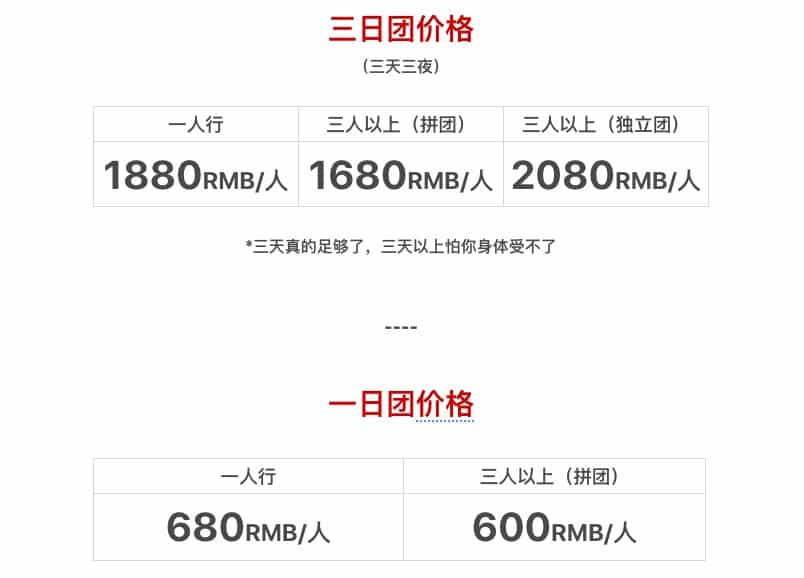 三日团价格
（三天三夜）
一人行 三人以上（拼团） 三人以上（独立团）
1880RMB/人 1680RMB/人 2080RMB/人
*三天真的足够了，三天以上怕你身体受不了
----
一日团价格
一人行 三人以上（拼团）
680RMB/人 600RMB/人